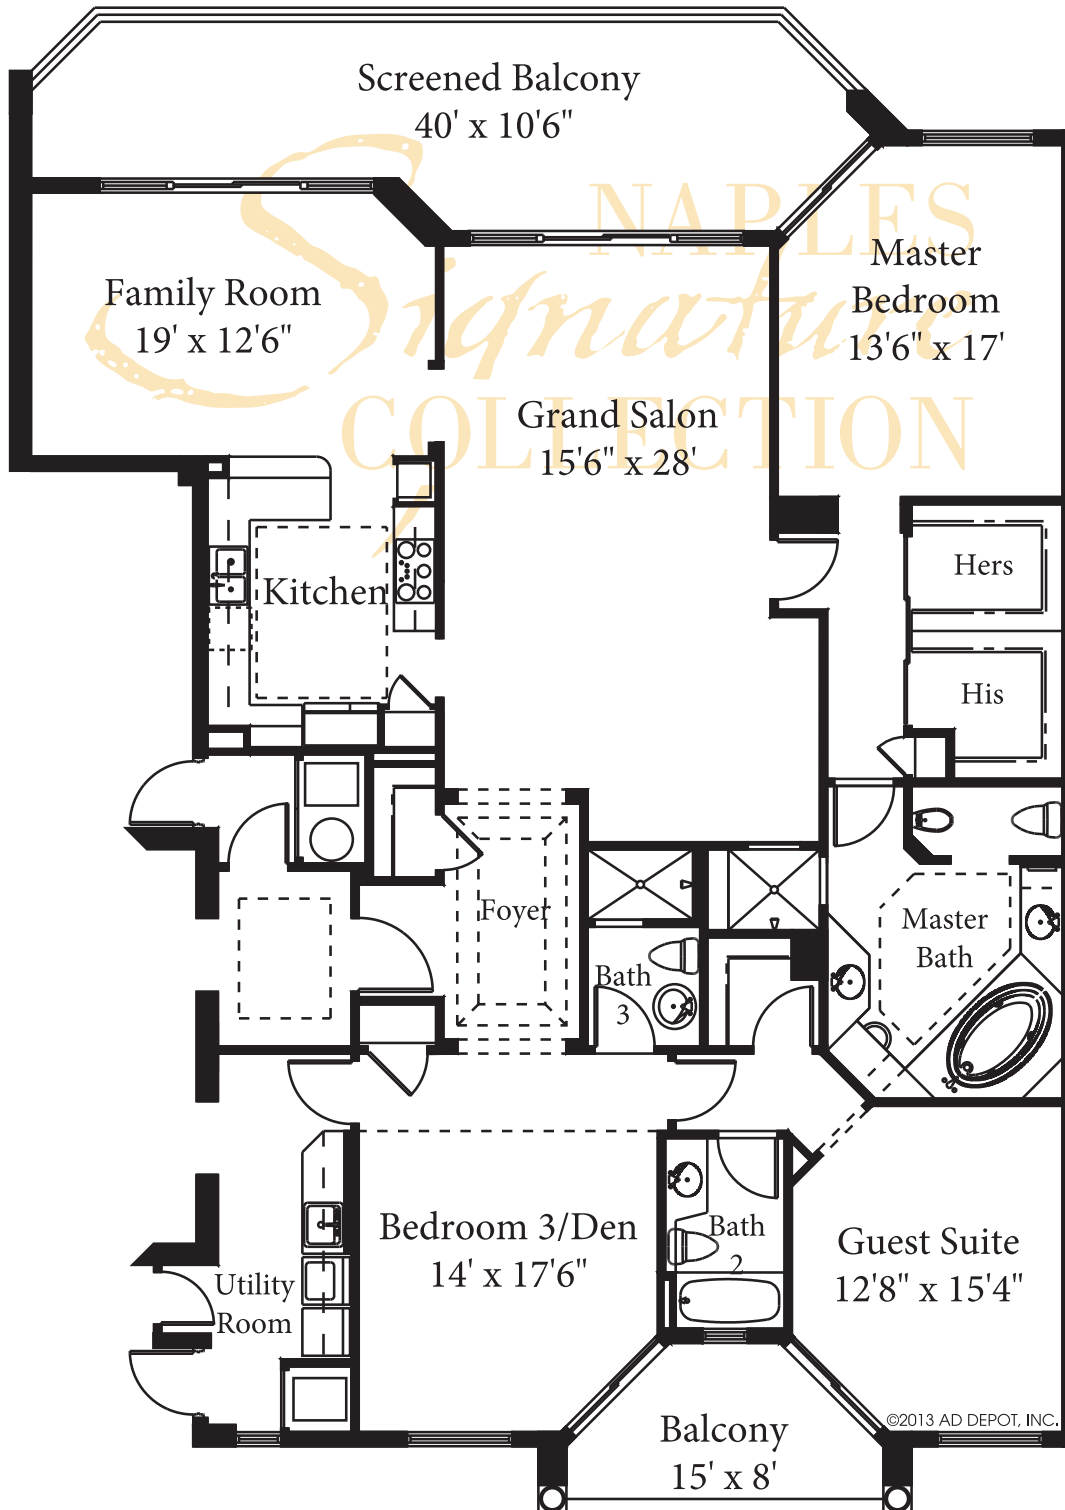 Screened Balcony
40' x 10'6"
NAPLES
Signature
COLLECTION
Master
Bedroom
13'6" x 17'
Family Room
19' x 12'6"
Grand Salon
15'6" x 28'
Kitchen
Hers
His
Foyer
Master
Bath
Bath
3
Bedroom 3/Den
14' x 17'6"
Bath
2
Guest Suite
12'8" x 15'4"
Utility
Room
Balcony
15' x 8'
©2013 AD DEPOT, INC.